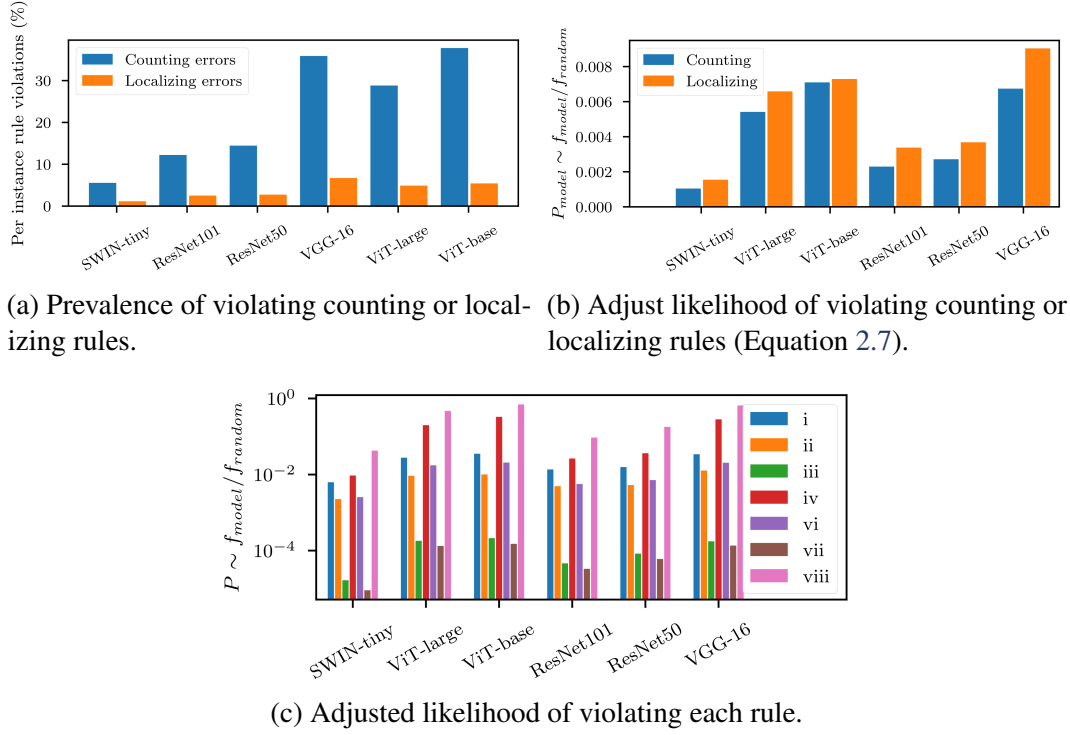 Per instance rule violations (%)
30
20
10
0
Counting errors
Localizing errors
SWIN-tiny
ResNet101
ResNet50
VGG-16
ViT-large
ViT-base
(a) Prevalence of violating counting or local-
izing rules.
P_model ∼ f_model/f_random
0.008
0.006
0.004
0.002
0.000
Counting
Localizing
SWIN-tiny
ViT-large
ViT-base
ResNet101
ResNet50
VGG-16
(b) Adjust likelihood of violating counting or
localizing rules (Equation 2.7).
P ∼ f_model/f_random
10⁰
10⁻²
10⁻⁴
i
ii
iii
iv
vi
vii
viii
SWIN-tiny
ViT-large
ViT-base
ResNet101
ResNet50
VGG-16
(c) Adjusted likelihood of violating each rule.